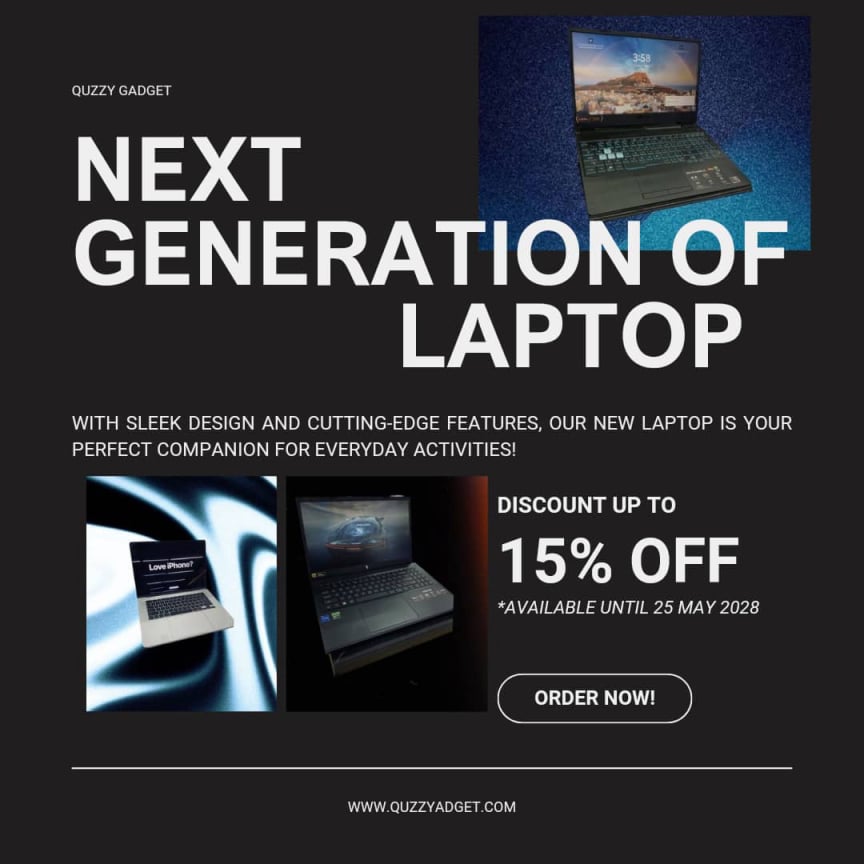 QUZZY GADGET
3:58
NEXT
GENERATION OF
LAPTOP
WITH SLEEK DESIGN AND CUTTING-EDGE FEATURES, OUR NEW LAPTOP IS YOUR
PERFECT COMPANION FOR EVERYDAY ACTIVITIES!
Love iPhone?
DISCOUNT UP TO
15% OFF
*AVAILABLE UNTIL 25 MAY 2028
ORDER NOW!
WWW.QUZZYADGET.COM